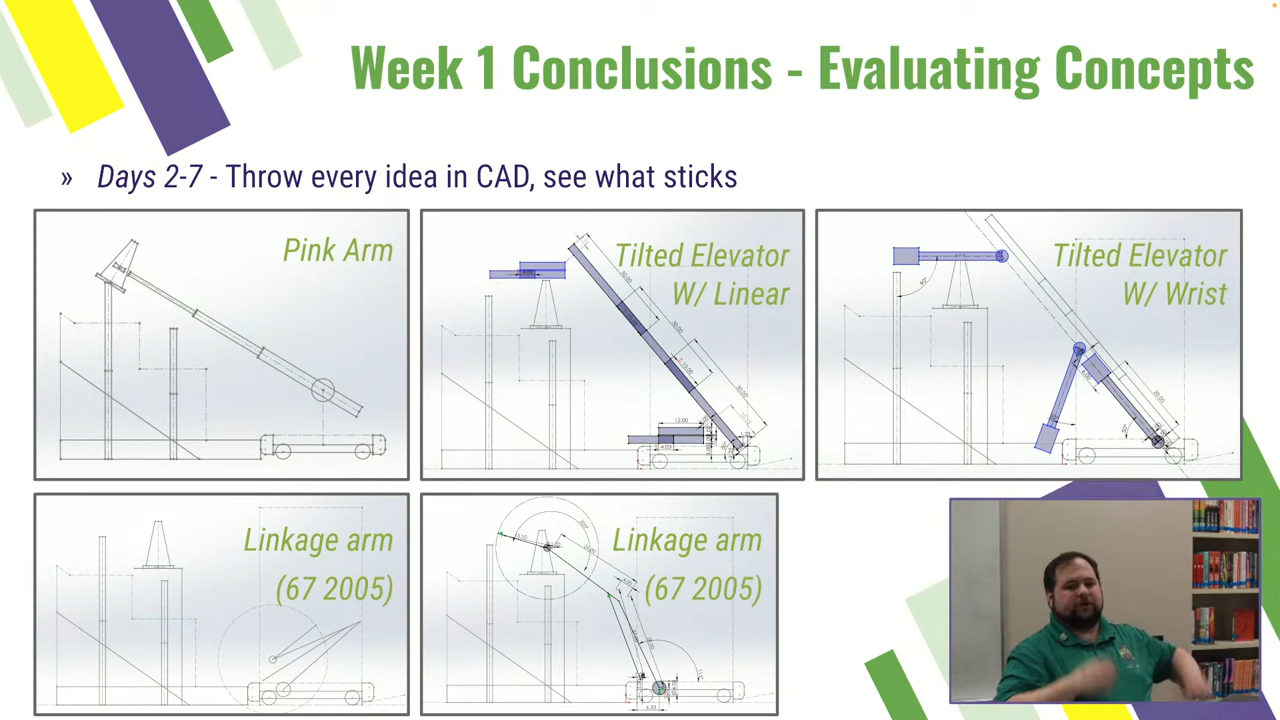 Week 1 Conclusions - Evaluating Concepts
» Days 2-7 - Throw every idea in CAD, see what sticks
Pink Arm
Tilted Elevator
W/ Linear
Tilted Elevator
W/ Wrist
Linkage arm
(67 2005)
Linkage arm
(67 2005)